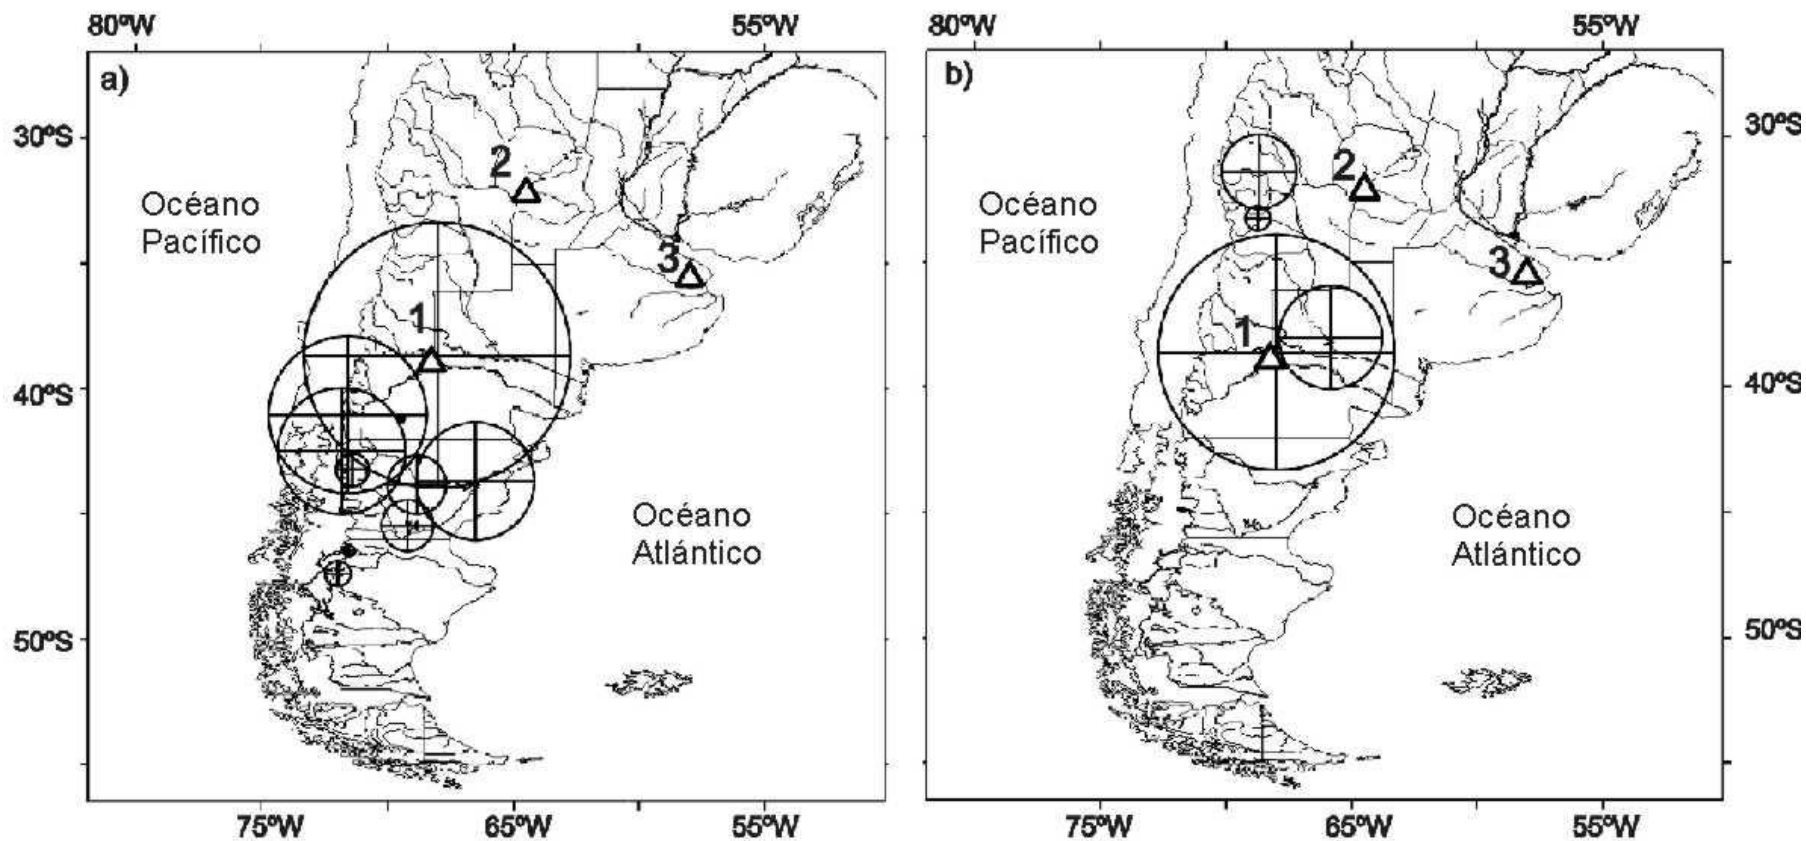 80ºW 55ºW 80ºW 55ºW
a) b)
30ºS 30ºS
2 2
Océano
Pacífico
Océano
Pacífico
3 3
1 1
40ºS 40ºS
Océano
Atlántico
Océano
Atlántico
50ºS 50ºS
75ºW 65ºW 55ºW 75ºW 65ºW 55ºW